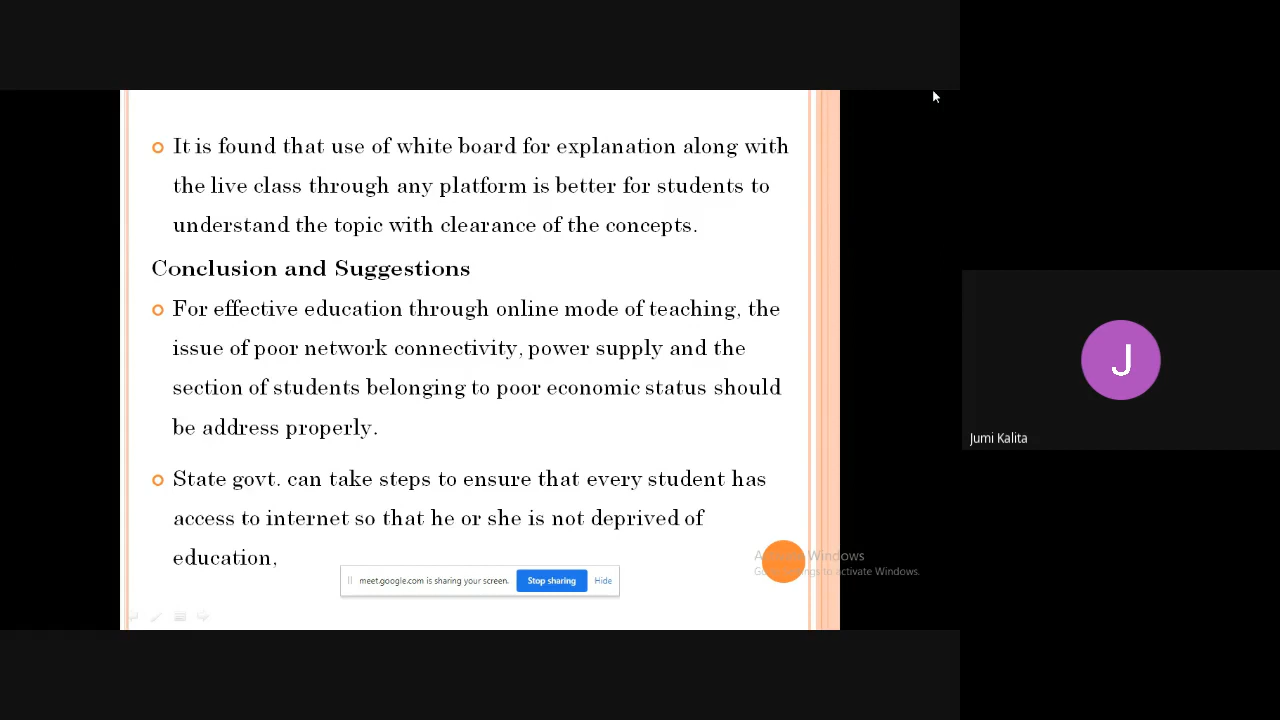 It is found that use of white board for explanation along with
the live class through any platform is better for students to
understand the topic with clearance of the concepts.
Conclusion and Suggestions
For effective education through online mode of teaching, the
issue of poor network connectivity, power supply and the
section of students belonging to poor economic status should
be address properly.
State govt. can take steps to ensure that every student has
access to internet so that he or she is not deprived of
education,
meet.google.com is sharing your screen. Stop sharing Hide
Windows
to activate Windows.
J
Jumi Kalita